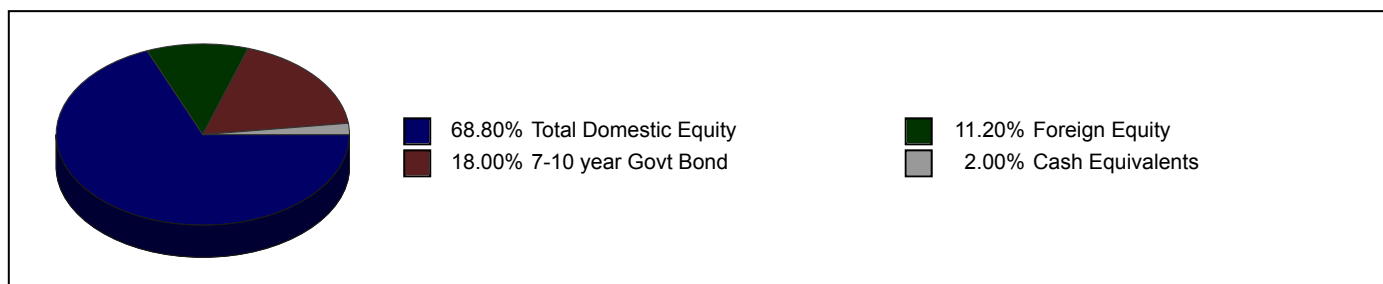 68.80% Total Domestic Equity
11.20% Foreign Equity
18.00% 7-10 year Govt Bond
2.00% Cash Equivalents